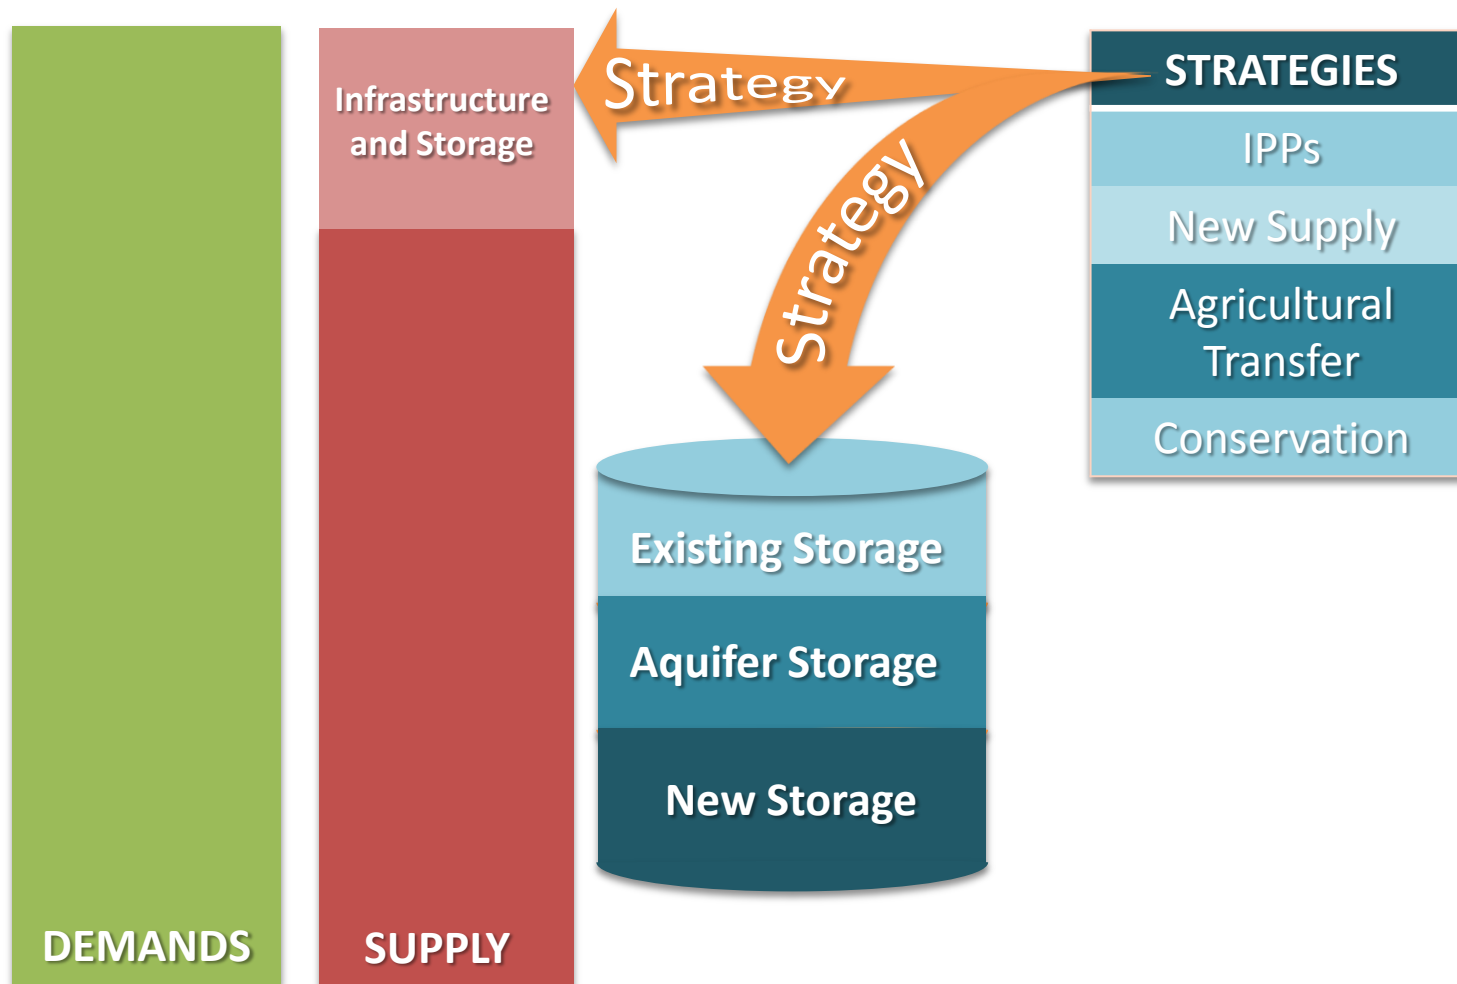 Infrastructure
and Storage
Strategy
Strategy
STRATEGIES
IPPs
New Supply
Agricultural
Transfer
Conservation
Existing Storage
Aquifer Storage
New Storage
DEMANDS
SUPPLY